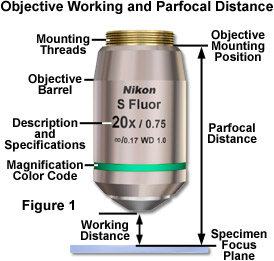 Objective Working and Parfocal Distance
Mounting
Threads
Objective
Mounting
Position
Objective
Barrel
Nikon
S Fluor
20X / 0.75
∞/0.17 WD 1.0
Description
and
Specifications
Parfocal
Distance
Magnification
Color Code
Figure 1
Working
Distance
Specimen
Focus
Plane